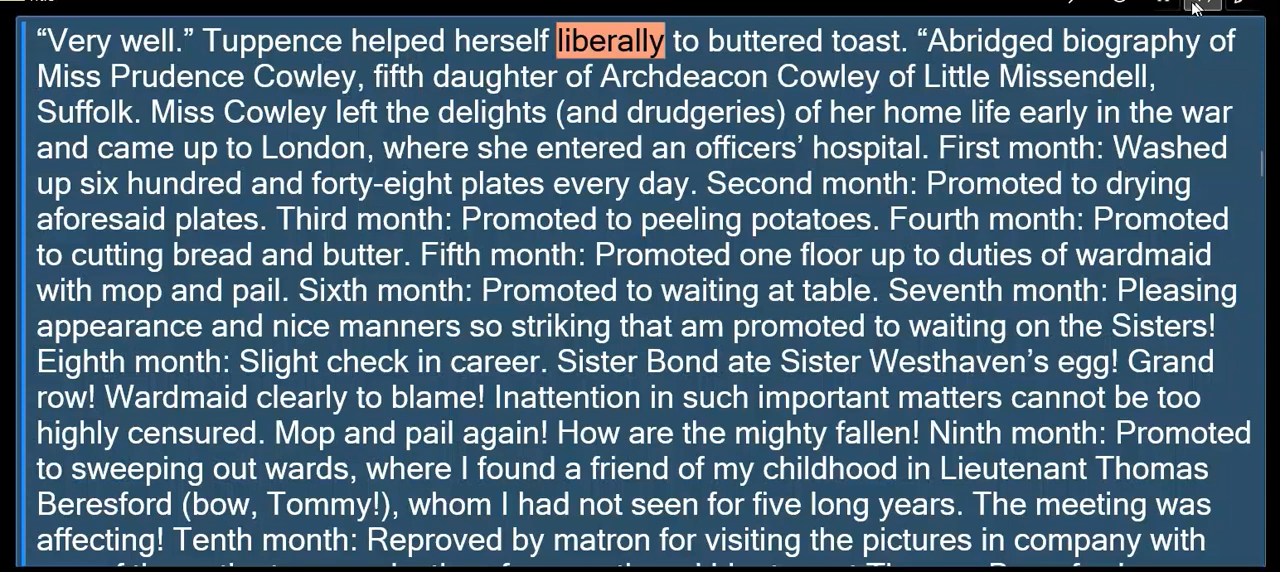 “Very well.” Tuppence helped herself liberally to buttered toast. “Abridged biography of
Miss Prudence Cowley, fifth daughter of Archdeacon Cowley of Little Missendell,
Suffolk. Miss Cowley left the delights (and drudgeries) of her home life early in the war
and came up to London, where she entered an officers’ hospital. First month: Washed
up six hundred and forty-eight plates every day. Second month: Promoted to drying
aforesaid plates. Third month: Promoted to peeling potatoes. Fourth month: Promoted
to cutting bread and butter. Fifth month: Promoted one floor up to duties of wardmaid
with mop and pail. Sixth month: Promoted to waiting at table. Seventh month: Pleasing
appearance and nice manners so striking that am promoted to waiting on the Sisters!
Eighth month: Slight check in career. Sister Bond ate Sister Westhaven’s egg! Grand
row! Wardmaid clearly to blame! Inattention in such important matters cannot be too
highly censured. Mop and pail again! How are the mighty fallen! Ninth month: Promoted
to sweeping out wards, where I found a friend of my childhood in Lieutenant Thomas
Beresford (bow, Tommy!), whom I had not seen for five long years. The meeting was
affecting! Tenth month: Reproved by matron for visiting the pictures in company with